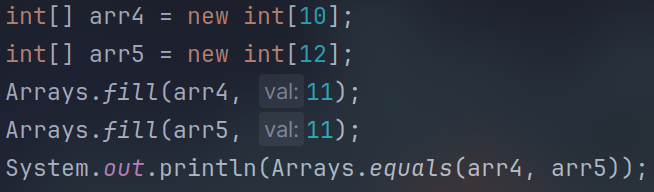 int[] arr4 = new int[10];
int[] arr5 = new int[12];
Arrays.fill(arr4, val: 11);
Arrays.fill(arr5, val: 11);
System.out.println(Arrays.equals(arr4, arr5));